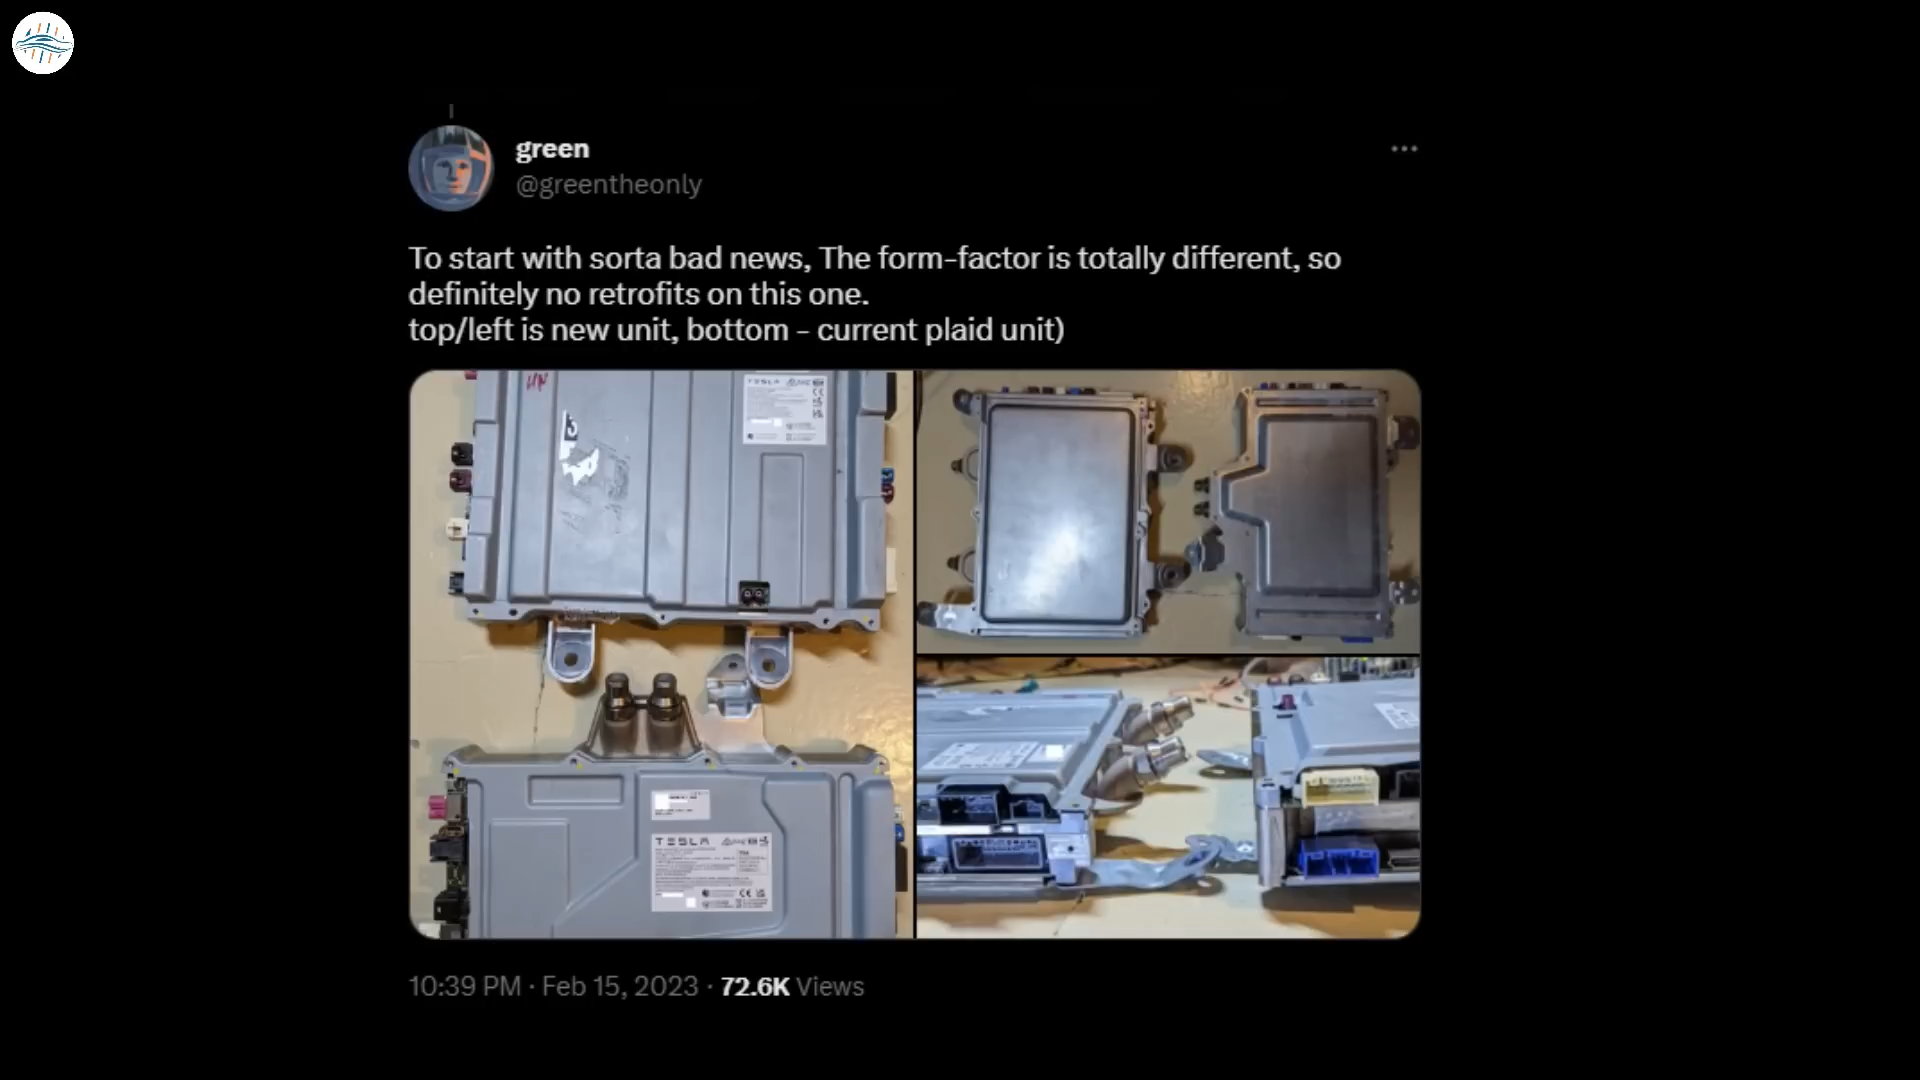 green
@greentheonly
To start with sorta bad news, The form-factor is totally different, so
definitely no retrofits on this one.
top/left is new unit, bottom - current plaid unit)
TESLA
TESLA
10:39 PM · Feb 15, 2023 · 72.6K Views